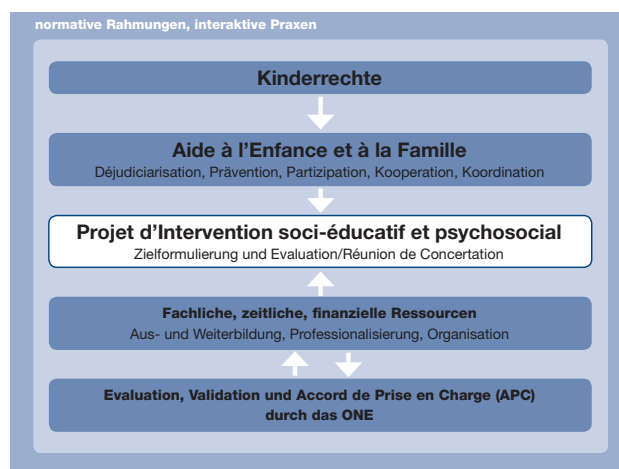 normative Rahmungen, interaktive Praxen
Kinderrechte
Aide à l'Enfance et à la Famille
Déjudiciarisation, Prävention, Partizipation, Kooperation, Koordination
Projet d'Intervention soci-éducatif et psychosocial
Zielformulierung und Evaluation/Réunion de Concertation
Fachliche, zeitliche, finanzielle Ressourcen
Aus- und Weiterbildung, Professionalisierung, Organisation
Evaluation, Validation und Accord de Prise en Charge (APC)
durch das ONE